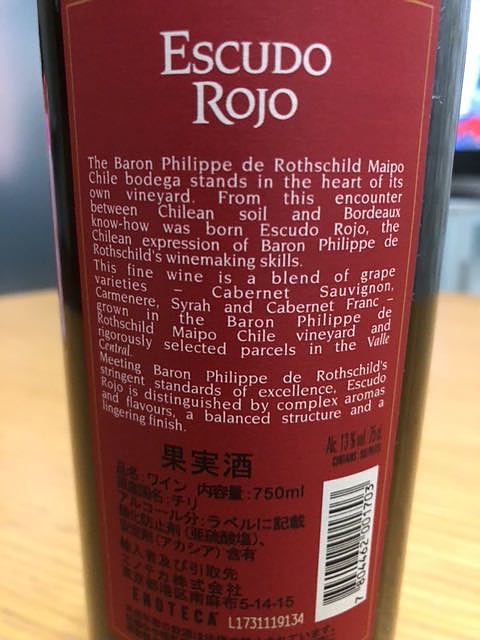 ESCUDO
ROJO
The Baron Philippe de Rothschild Maipo
Chile bodega stands in the heart of its
own vineyard. From this encounter
between Chilean soil and Bordeaux
know-how was born Escudo Rojo, the
Chilean expression of Baron Philippe de
Rothschild's winemaking skills.
This fine wine is a blend of grape
varieties – Cabernet Sauvignon,
Carmenere, Syrah and Cabernet Franc –
grown in the Baron Philippe de
Rothschild Maipo Chile vineyard and
rigorously selected parcels in the Valle
Central.
Meeting Baron Philippe de Rothschild's
stringent standards of excellence, Escudo
Rojo is distinguished by complex aromas
and flavours, a balanced structure and a
lingering finish.
果実酒
Alc. 13% vol. 75cl
CONTAINS SULPHITES
品名:ワイン 内容量:750ml
原産国名:チリ
アルコール分:ラベルに記載
酸化防止剤(亜硫酸塩)、
安定剤(アカシア)含有
輸入者及び引取先
エノテカ株式会社
東京都港区南麻布5-14-15
ENOTECA L1731119134
7 804462 001703